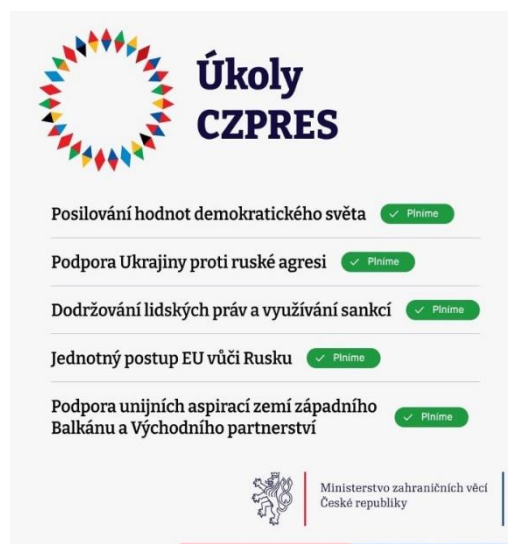 Úkoly
CZPRES
Posilování hodnot demokratického světa ✓ Plníme
Podpora Ukrajiny proti ruské agresi ✓ Plníme
Dodržování lidských práv a využívání sankcí ✓ Plníme
Jednotný postup EU vůči Rusku ✓ Plníme
Podpora unijních aspirací zemí západního
Balkánu a Východního partnerství ✓ Plníme
Ministerstvo zahraničních věcí
České republiky